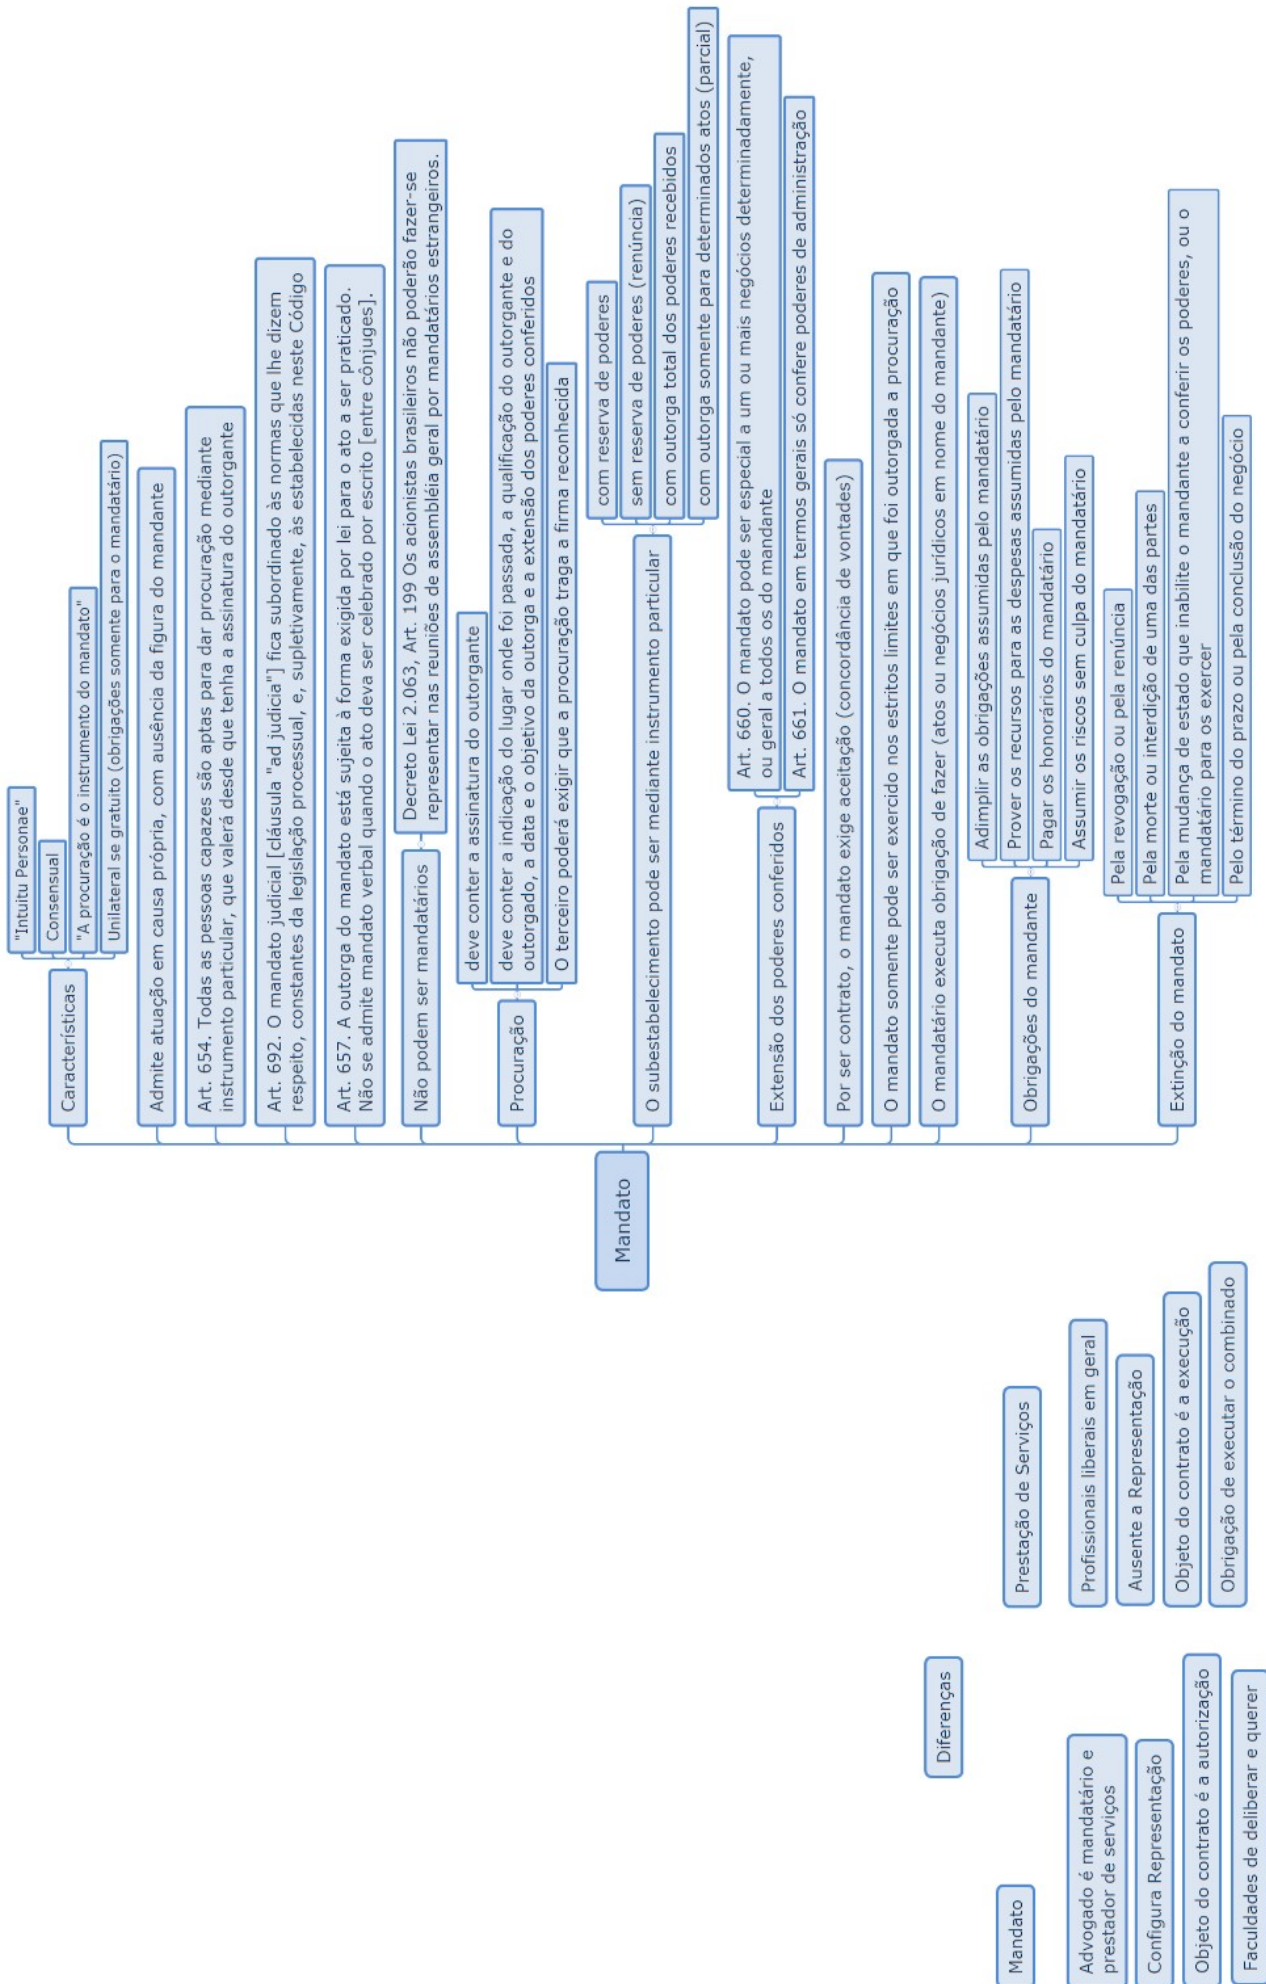 Mandato
Características
"Intuitu Personae"
Consensual
"A procuração é o instrumento do mandato"
Unilateral se gratuito (obrigações somente para o mandatário)
Admite atuação em causa própria, com ausência da figura do mandante
Art. 654. Todas as pessoas capazes são aptas para dar procuração mediante
instrumento particular, que valerá desde que tenha a assinatura do outorgante
Art. 692. O mandato judicial [cláusula "ad judicia"] fica subordinado às normas que lhe dizem
respeito, constantes da legislação processual, e, supletivamente, às estabelecidas neste Código
Art. 657. A outorga do mandato está sujeita à forma exigida por lei para o ato a ser praticado.
Não se admite mandato verbal quando o ato deva ser celebrado por escrito [entre cônjuges].
Não podem ser mandatários
Decreto Lei 2.063, Art. 199 Os acionistas brasileiros não poderão fazer-se
representar nas reuniões de assembléia geral por mandatários estrangeiros.
Procuração
deve conter a assinatura do outorgante
deve conter a indicação do lugar onde foi passada, a qualificação do outorgante e do
outorgado, a data e o objetivo da outorga e a extensão dos poderes conferidos
O terceiro poderá exigir que a procuração traga a firma reconhecida
O subestabelecimento pode ser mediante instrumento particular
com reserva de poderes
sem reserva de poderes (renúncia)
com outorga total dos poderes recebidos
com outorga somente para determinados atos (parcial)
Extensão dos poderes conferidos
Art. 660. O mandato pode ser especial a um ou mais negócios determinadamente,
ou geral a todos os do mandante
Art. 661. O mandato em termos gerais só confere poderes de administração
Por ser contrato, o mandato exige aceitação (concordância de vontades)
O mandato somente pode ser exercido nos estritos limites em que foi outorgada a procuração
O mandatário executa obrigação de fazer (atos ou negócios jurídicos em nome do mandante)
Obrigações do mandante
Adimplir as obrigações assumidas pelo mandatário
Prover os recursos para as despesas assumidas pelo mandatário
Pagar os honorários do mandatário
Assumir os riscos sem culpa do mandatário
Extinção do mandato
Pela revogação ou pela renúncia
Pela morte ou interdição de uma das partes
Pela mudança de estado que inabilite o mandante a conferir os poderes, ou o
mandatário para os exercer
Pelo término do prazo ou pela conclusão do negócio
Diferenças
Mandato
Advogado é mandatário e
prestador de serviços
Configura Representação
Objeto do contrato é a autorização
Faculdades de deliberar e querer
Prestação de Serviços
Profissionais liberais em geral
Ausente a Representação
Objeto do contrato é a execução
Obrigação de executar o combinado